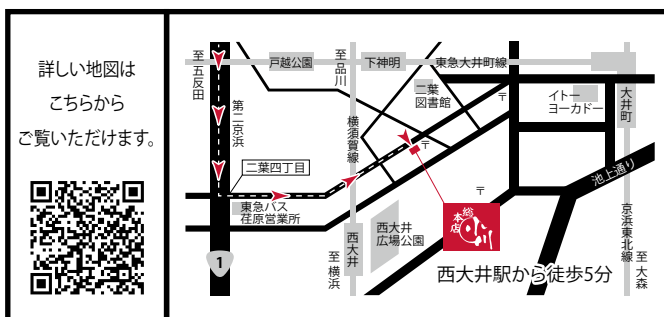 詳しい地図は
こちらから
ご覧いただけます。
至五反田
第二京浜
戸越公園
至品川
下神明
東急大井町線
二葉
図書館
〒
イトー
ヨーカドー
大井町
横須賀線
〒
二葉四丁目
東急バス
荏原営業所
池上通り
〒
西大井
広場公園
総本店
小川
西大井
至横浜
京浜東北線
至大森
1
西大井駅から徒歩5分